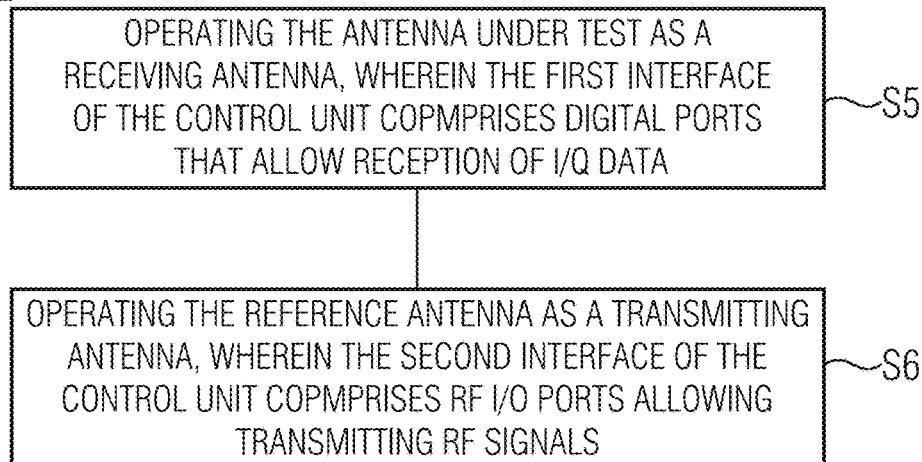 OPERATING THE ANTENNA UNDER TEST AS A
RECEIVING ANTENNA, WHEREIN THE FIRST INTERFACE
OF THE CONTROL UNIT COPMPRISES DIGITAL PORTS
THAT ALLOW RECEPTION OF I/Q DATA
S5
OPERATING THE REFERENCE ANTENNA AS A TRANSMITTING
ANTENNA, WHEREIN THE SECOND INTERFACE OF THE
CONTROL UNIT COPMPRISES RF I/O PORTS ALLOWING
TRANSMITTING RF SIGNALS
S6